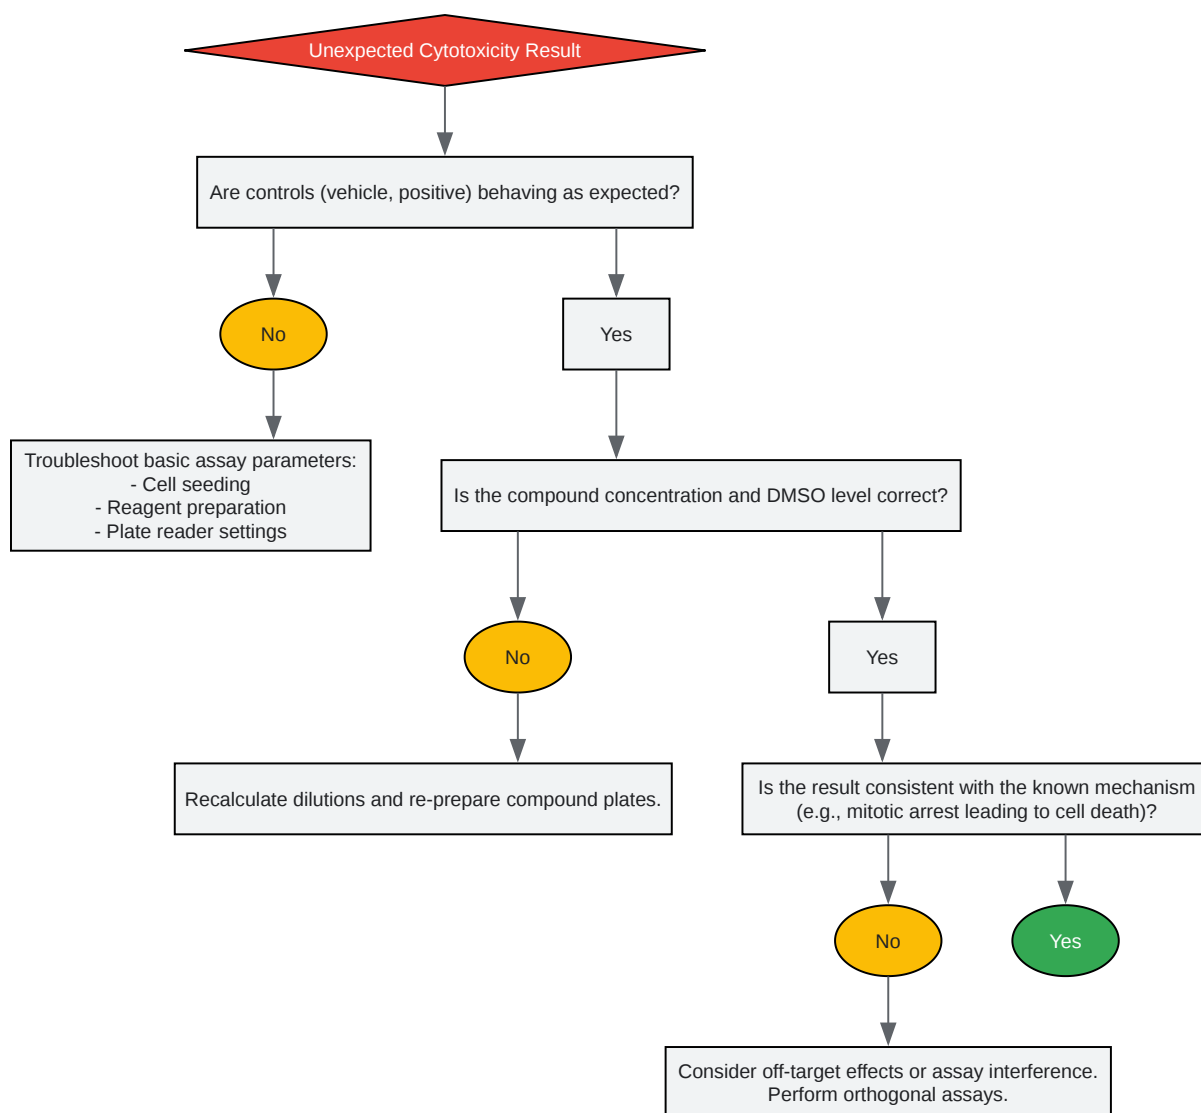 Unexpected Cytotoxicity Result
Are controls (vehicle, positive) behaving as expected?
No
Yes
Troubleshoot basic assay parameters:
- Cell seeding
- Reagent preparation
- Plate reader settings
Is the compound concentration and DMSO level correct?
No
Yes
Recalculate dilutions and re-prepare compound plates.
Is the result consistent with the known mechanism
(e.g., mitotic arrest leading to cell death)?
No
Yes
Consider off-target effects or assay interference.
Perform orthogonal assays.